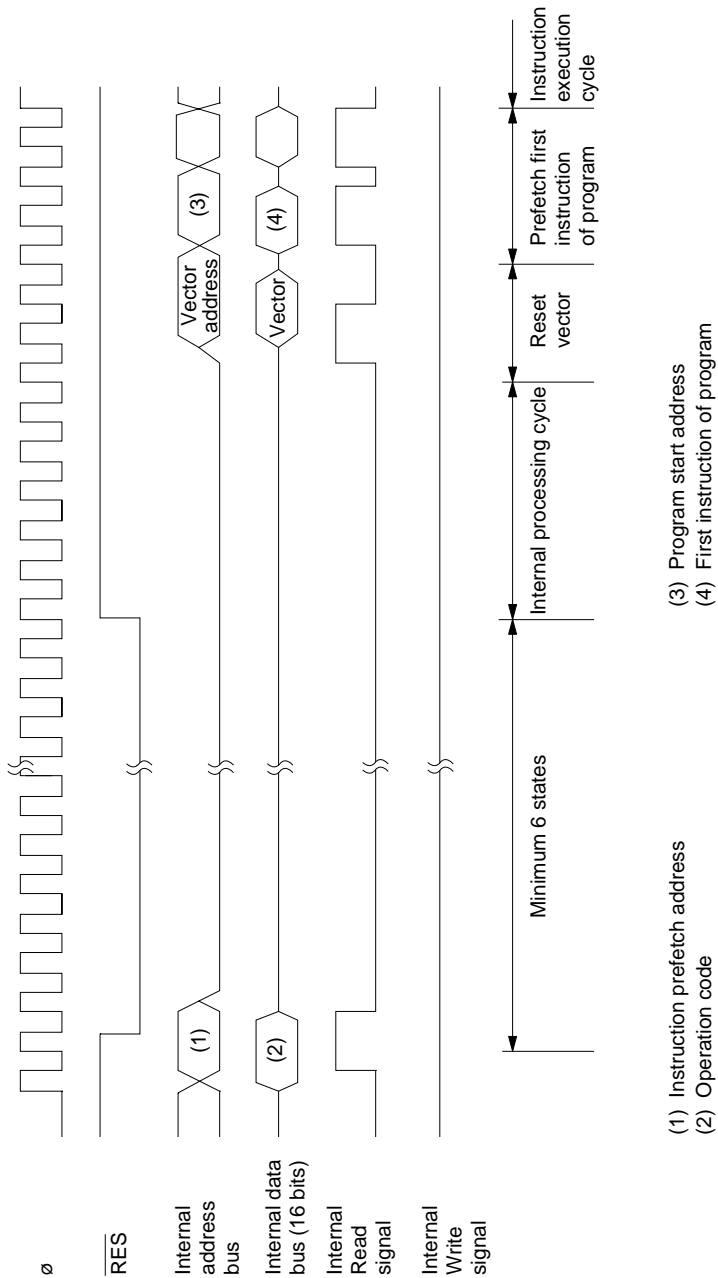 ø
RES
Internal
address
bus
Internal data
bus (16 bits)
Internal
Read
signal
Internal
Write
signal
(1)
(2)
Vector
address
Vector
(3)
(4)
Minimum 6 states
Internal processing cycle
Reset
vector
Prefetch first
instruction
of program
Instruction
execution
cycle
(1) Instruction prefetch address
(2) Operation code
(3) Program start address
(4) First instruction of program